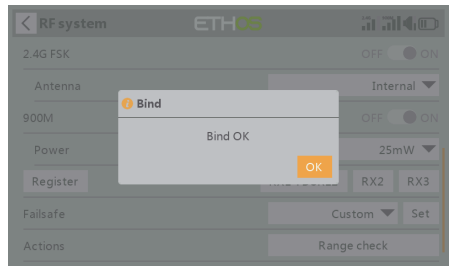 RF system ETHOS
2.4G FSK OFF ON
Antenna Internal
Bind
900M OFF ON
Bind OK
Power 25mW
OK
Register RX2 RX3
Failsafe Custom Set
Actions Range check